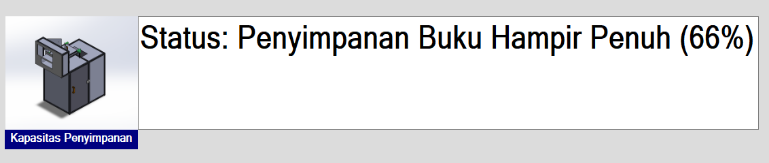 Status: Penyimpanan Buku Hampir Penuh (66%)
Kapasitas Penyimpanan